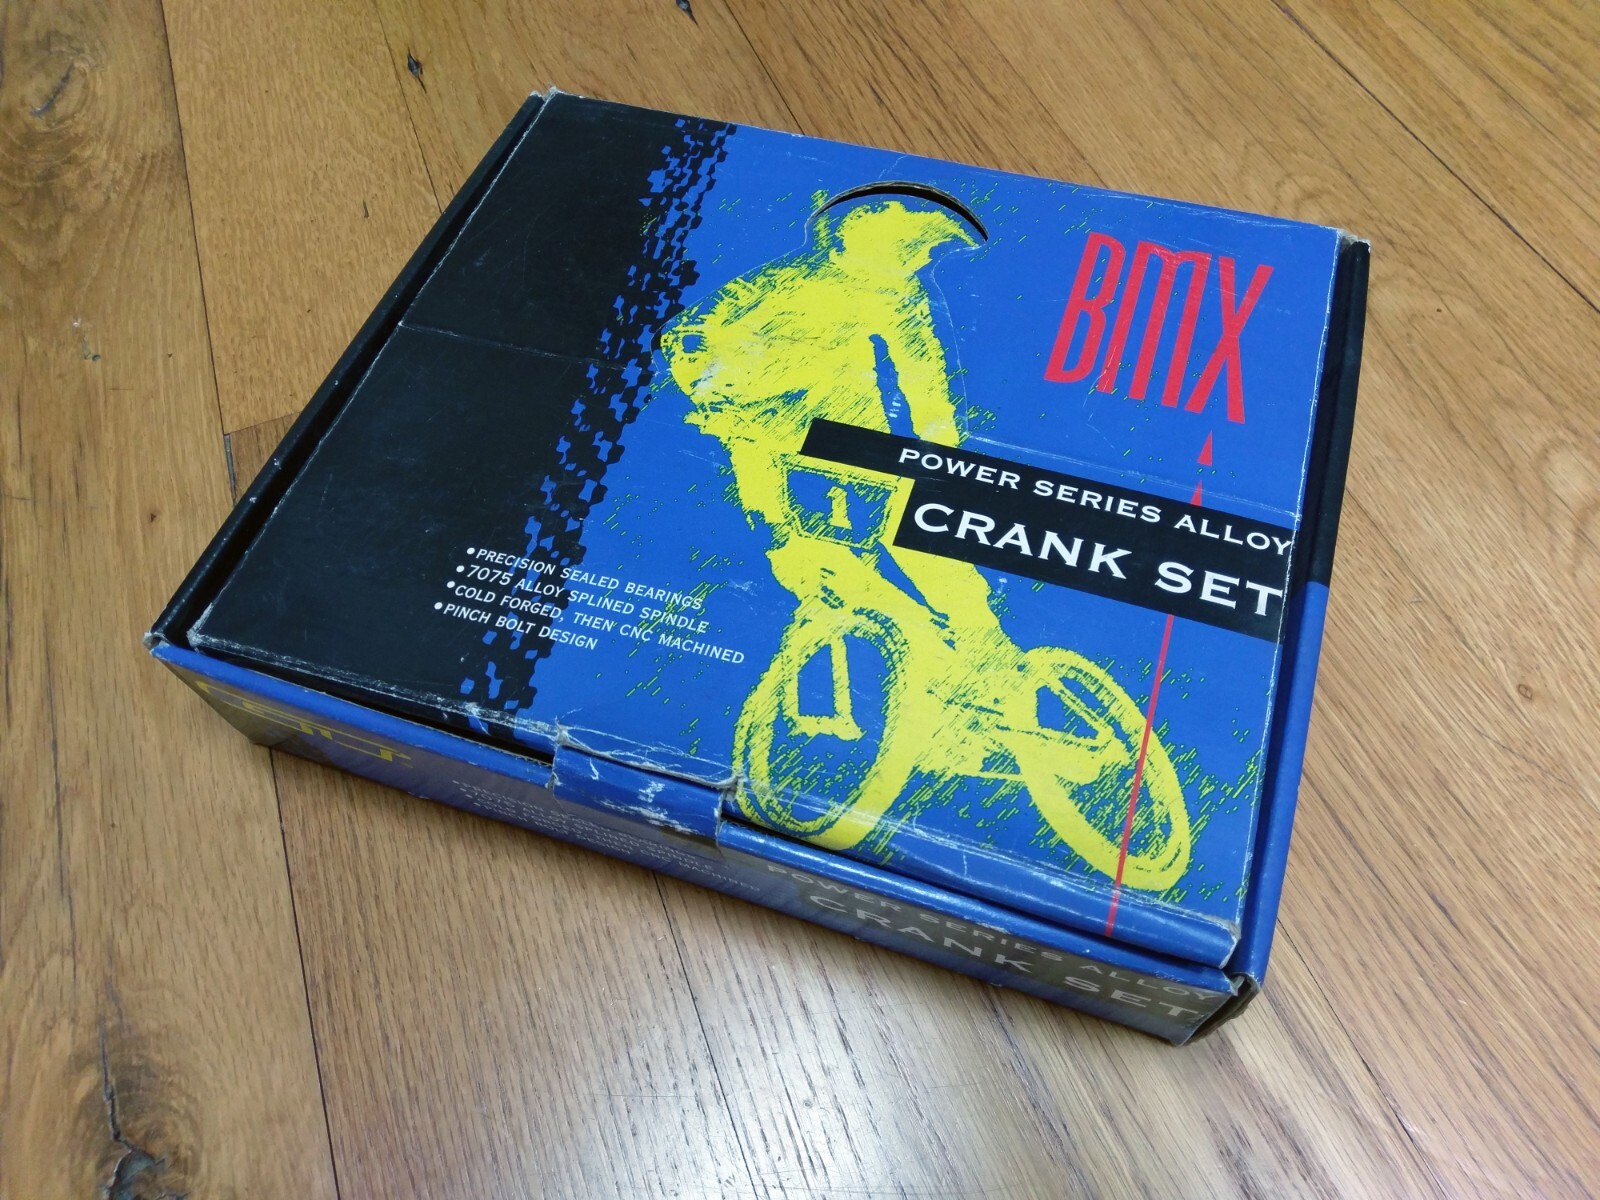 BMX
POWER SERIES ALLOY
CRANK SET
•PRECISION SEALED BEARINGS
•7075 ALLOY SPLINED SPINDLE
•COLD FORGED, THEN CNC MACHINED
•PINCH BOLT DESIGN
1
POWER SERIES ALLOY
CRANK SET